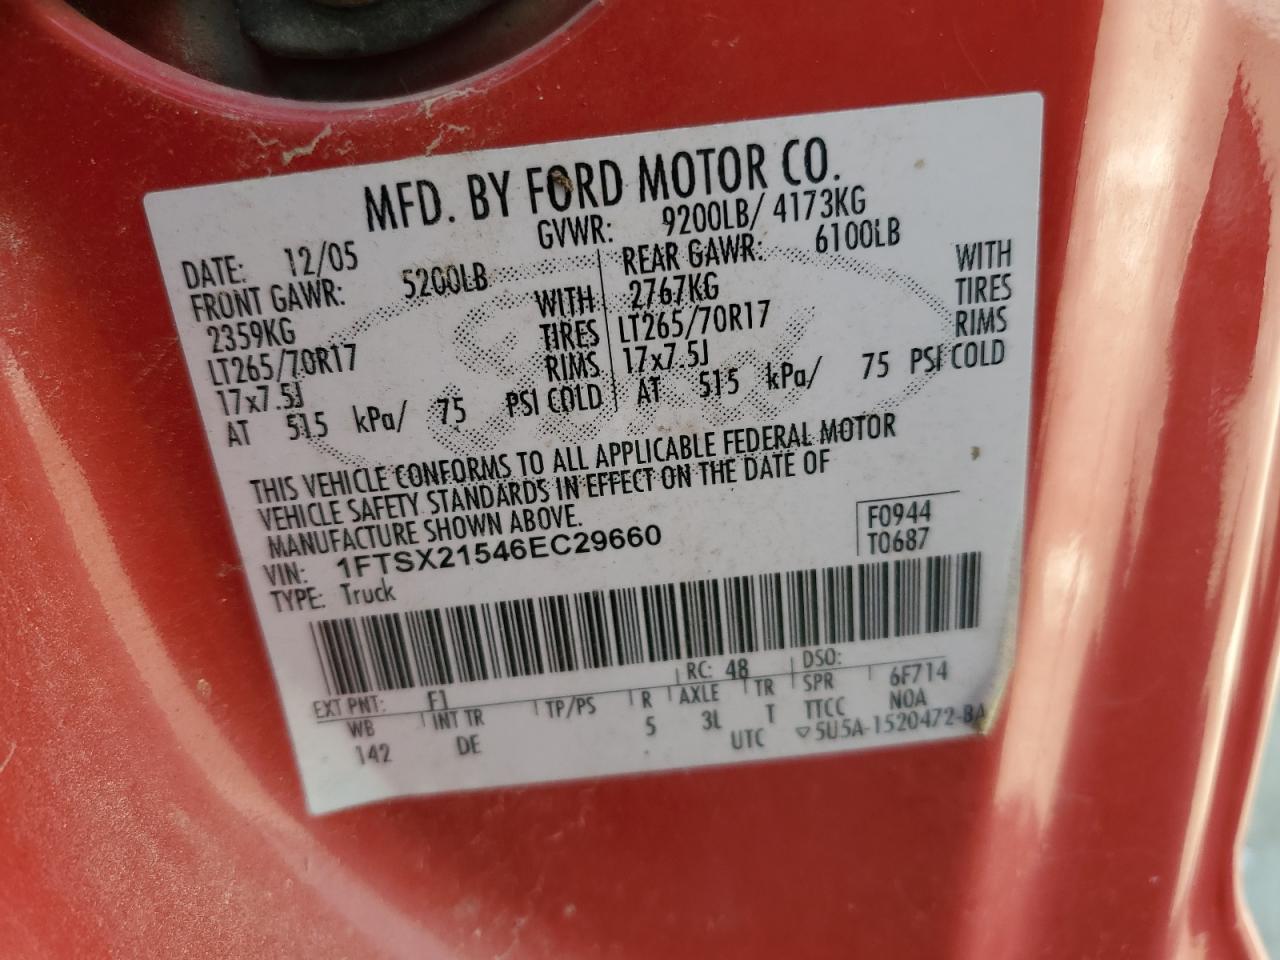 MFD. BY FORD MOTOR CO.
DATE: 12/05 GVWR: 9200LB/ 4173KG
FRONT GAWR: 5200LB REAR GAWR: 6100LB
2359KG WITH 2767KG WITH
LT265/70R17 TIRES LT265/70R17 TIRES
17x7.5J RIMS 17x7.5J RIMS
AT 515 kPa/ 75 PSI COLD AT 515 kPa/ 75 PSI COLD
THIS VEHICLE CONFORMS TO ALL APPLICABLE FEDERAL MOTOR
VEHICLE SAFETY STANDARDS IN EFFECT ON THE DATE OF
MANUFACTURE SHOWN ABOVE.
VIN: 1FTSX21546EC29660 F0944
TYPE: Truck T0687
EXT PNT: F1 RC: 48 DSO:
WB INT TR TP/PS R AXLE TR SPR 6F714
142 DE 5 3L T TTCC NOA
UTC ▽5U5A-1520472-BA